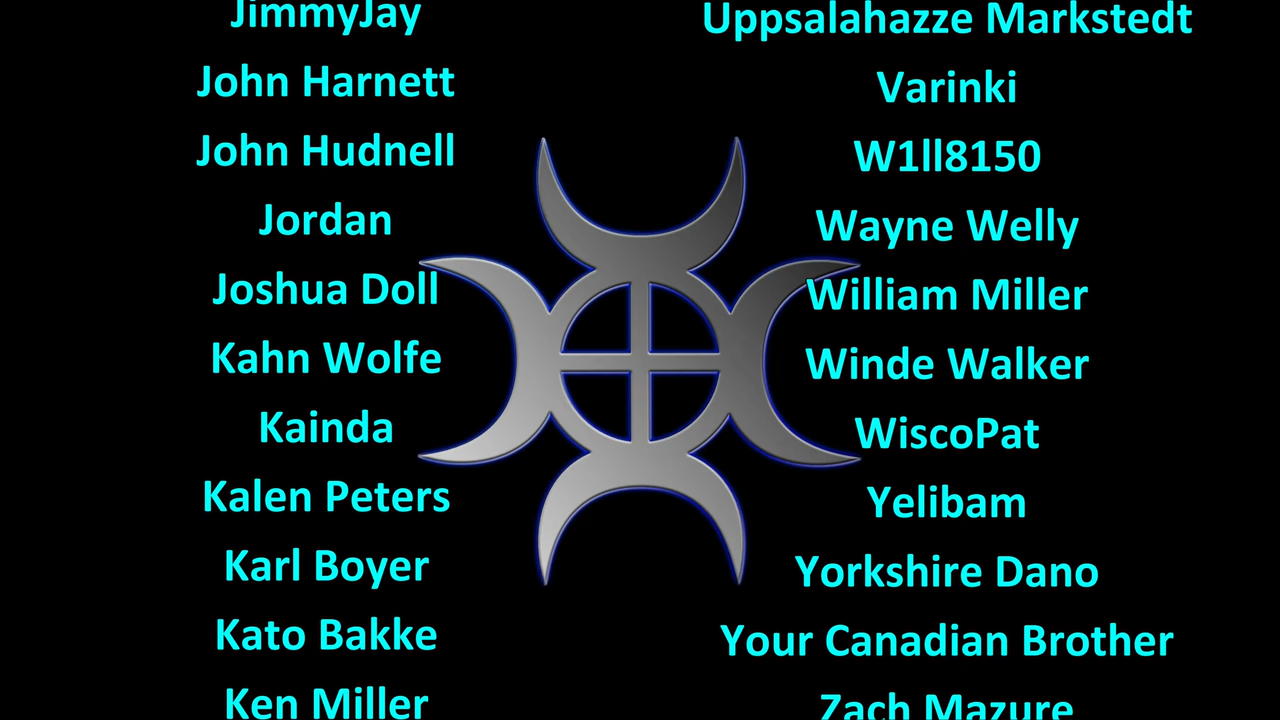 JimmyJay
John Harnett
John Hudnell
Jordan
Joshua Doll
Kahn Wolfe
Kainda
Kalen Peters
Karl Boyer
Kato Bakke
Ken Miller
Uppsalahazze Markstedt
Varinki
W1ll8150
Wayne Welly
William Miller
Winde Walker
WiscoPat
Yelibam
Yorkshire Dano
Your Canadian Brother
Zach Mazure